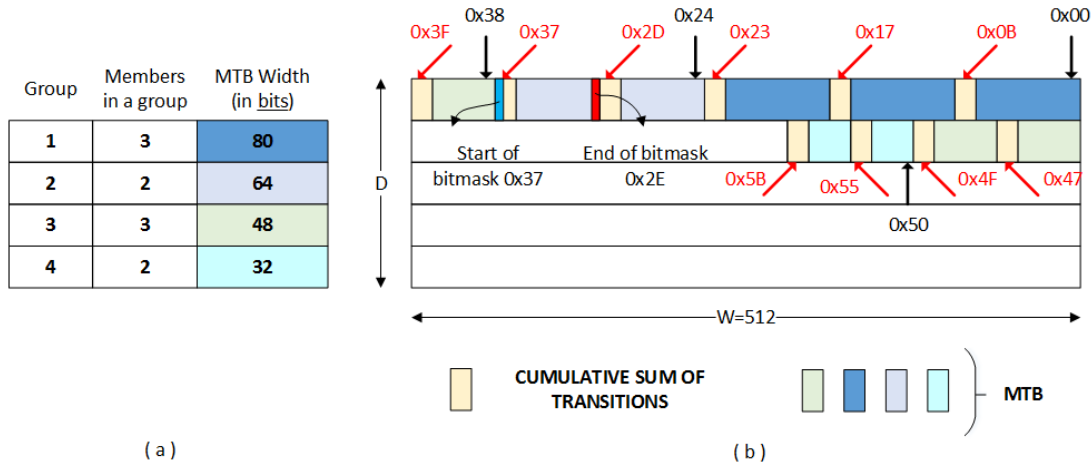 Group Members in a group MTB Width (in bits)
1 3 80
2 2 64
3 3 48
4 2 32
( a )
0x38 0x24 0x00
0x3F 0x37 0x2D 0x23 0x17 0x0B
D
Start of bitmask 0x37
End of bitmask 0x2E
0x5B 0x55 0x4F 0x47
0x50
W=512
CUMULATIVE SUM OF
TRANSITIONS
MTB
( b )